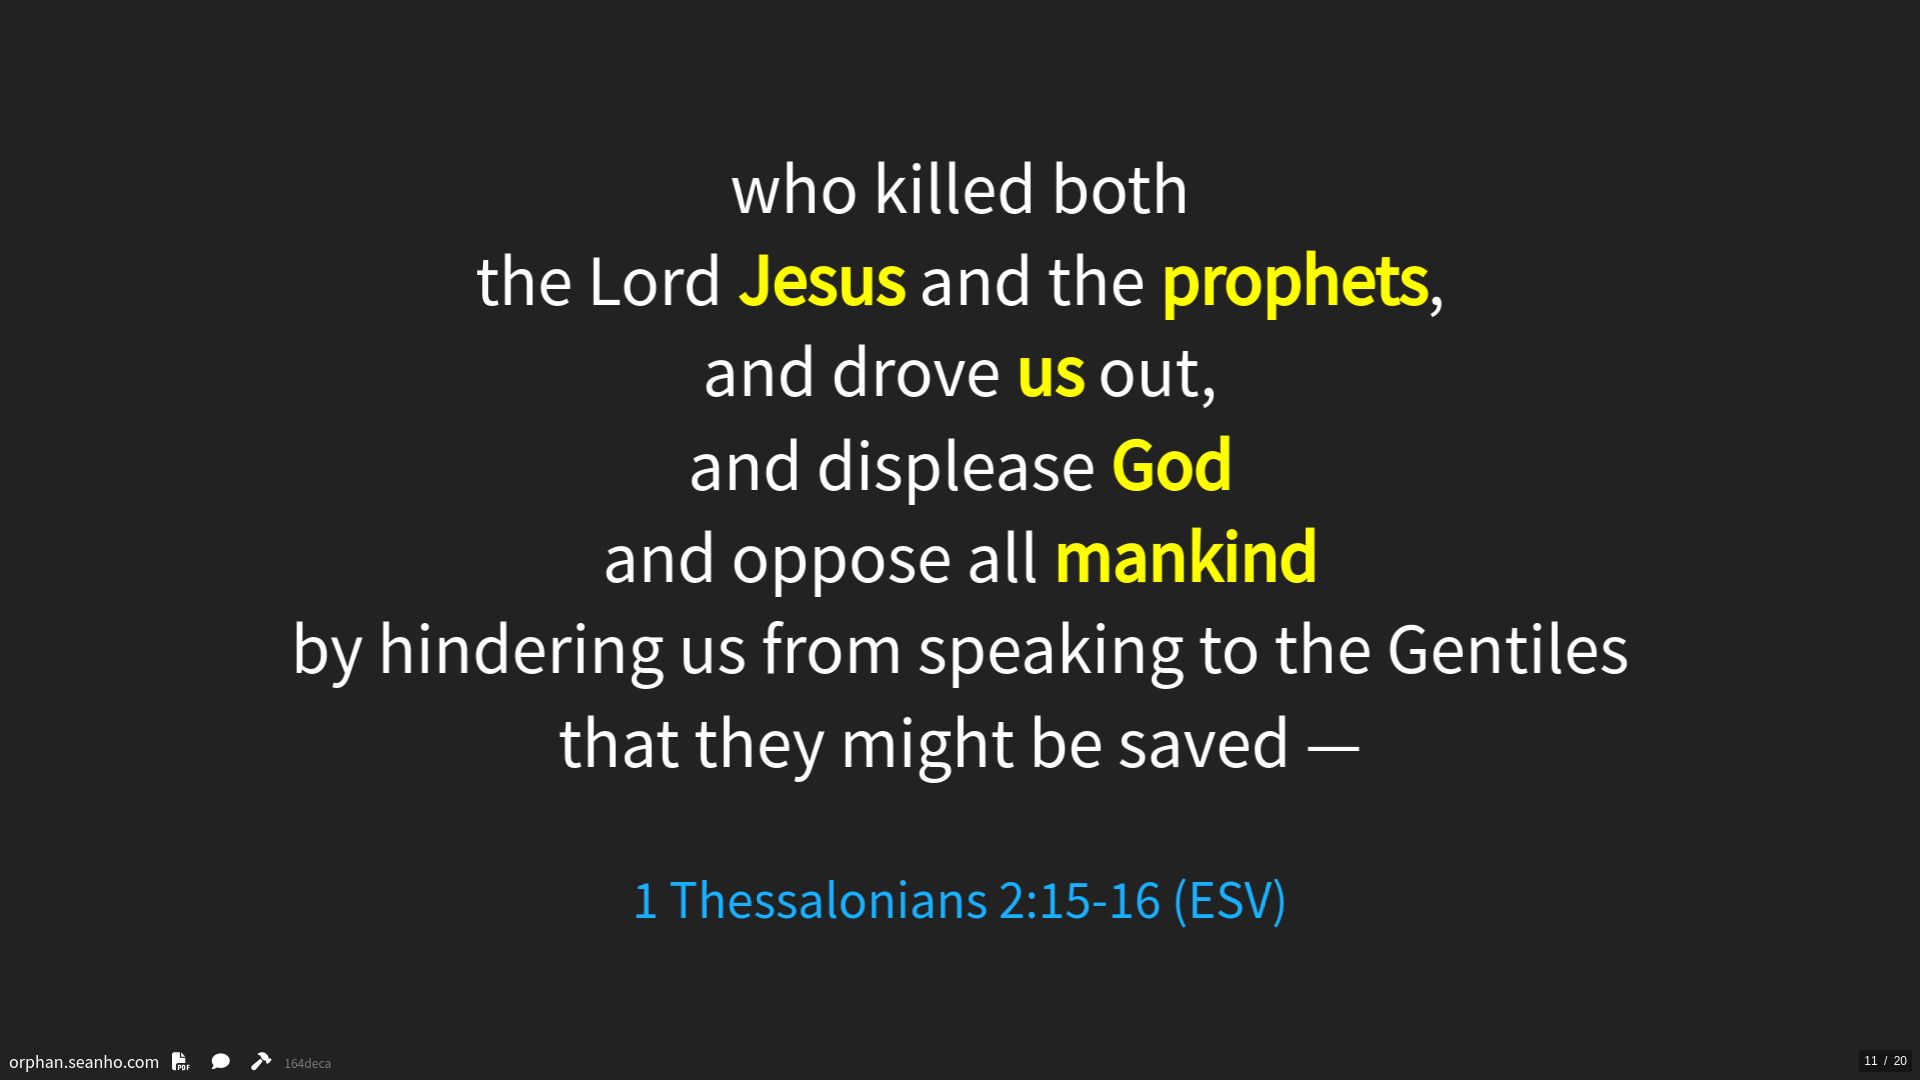 who killed both
the Lord Jesus and the prophets,
and drove us out,
and displease God
and oppose all mankind
by hindering us from speaking to the Gentiles
that they might be saved —
1 Thessalonians 2:15-16 (ESV)
orphan.seanho.com PDF 164deca
11 / 20